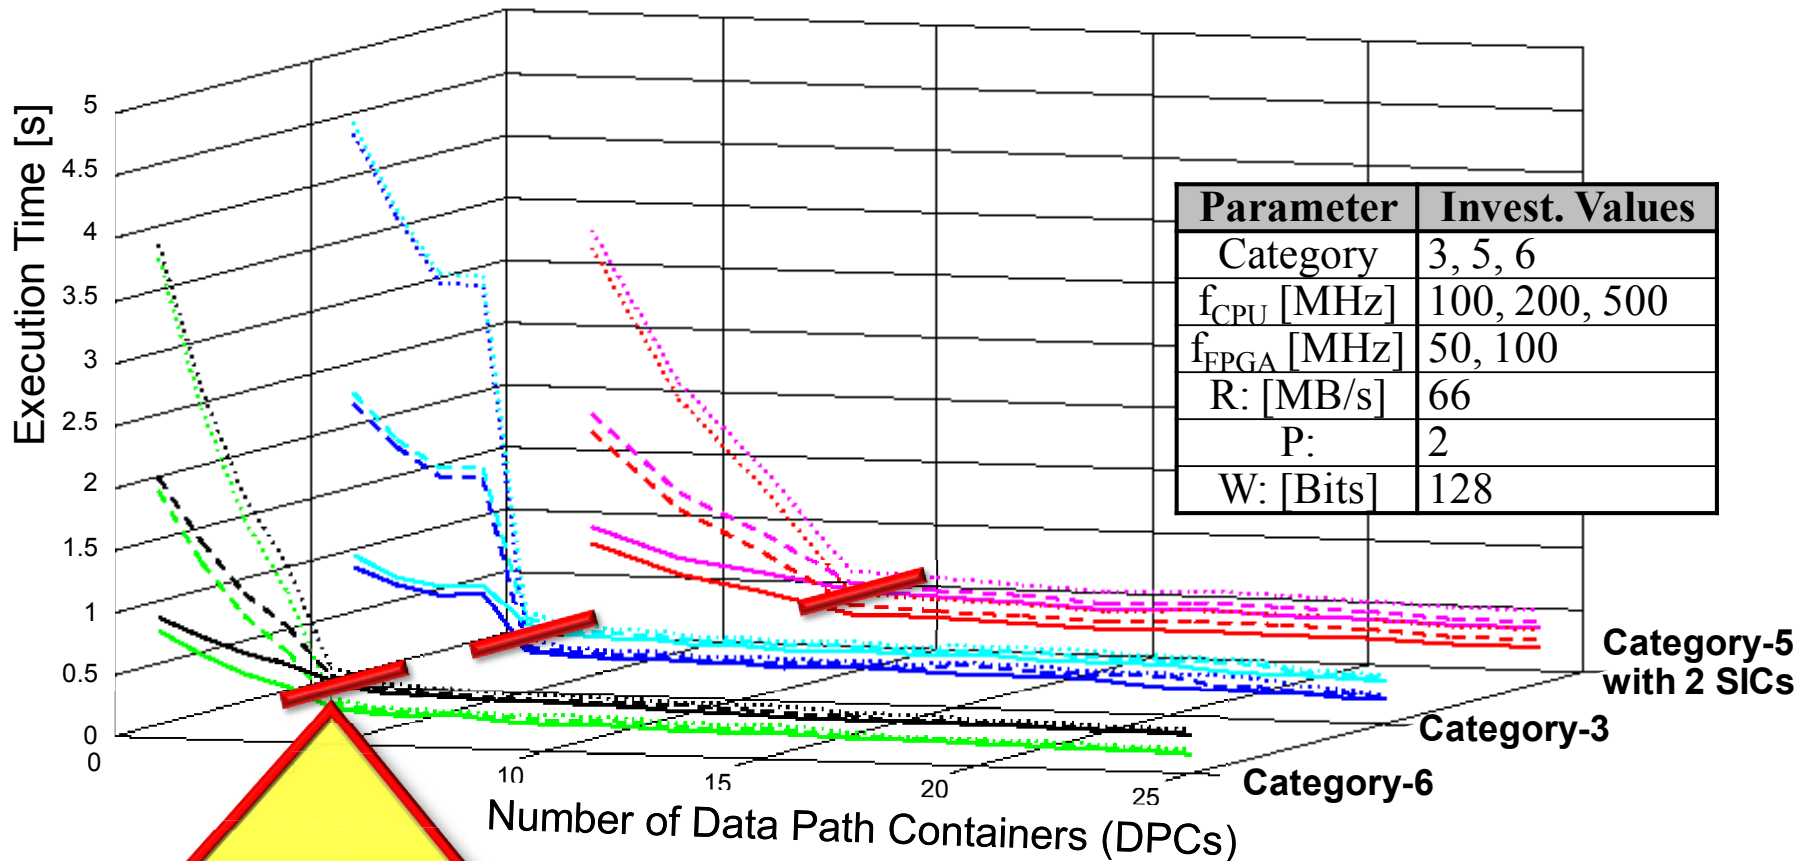 Execution Time [s]
5
4.5
4
3.5
3
2.5
2
1.5
1
0.5
0
0
10
15
20
25
Number of Data Path Containers (DPCs)
Parameter Invest. Values
Category 3, 5, 6
fCPU [MHz] 100, 200, 500
fFPGA [MHz] 50, 100
R: [MB/s] 66
P: 2
W: [Bits] 128
Category-5
with 2 SICs
Category-3
Category-6